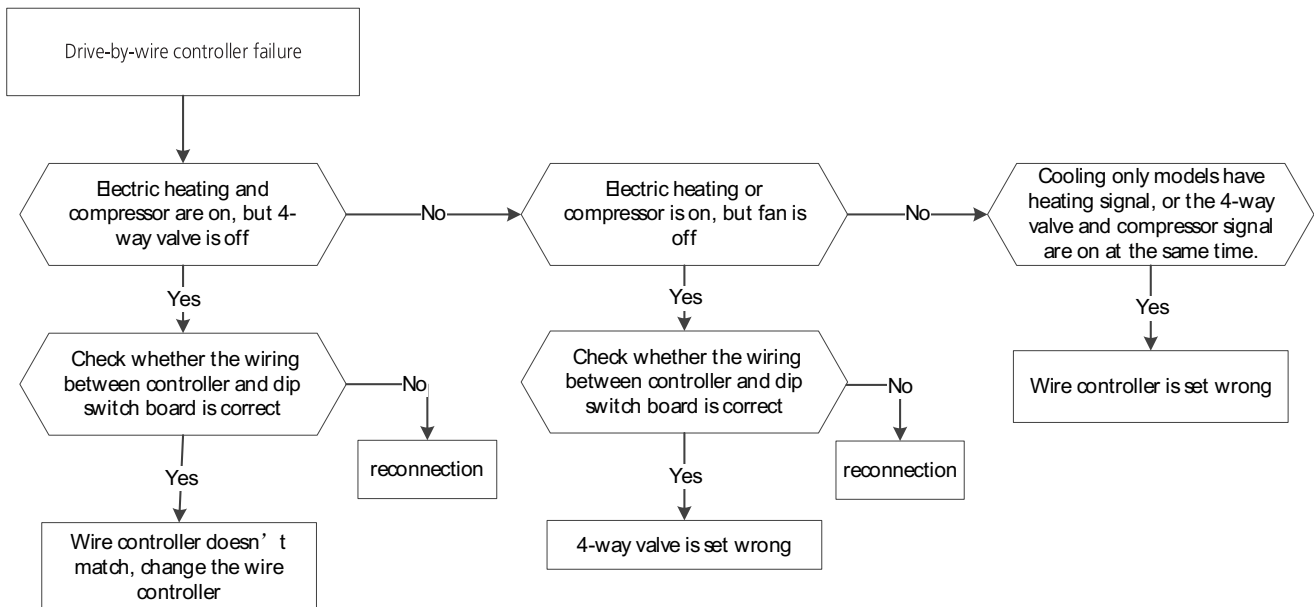 Drive-by-wire controller failure
Electric heating and
compressor are on, but 4-
way valve is off
No
Electric heating or
compressor is on, but fan is
off
No
Cooling only models have
heating signal, or the 4-way
valve and compressor signal
are on at the same time.
Yes
Yes
Yes
Check whether the wiring
between controller and dip
switch board is correct
No
Check whether the wiring
between controller and dip
switch board is correct
No
Wire controller is set wrong
Yes
reconnection
Yes
reconnection
Wire controller doesn’t
match, change the wire
controller
4-way valve is set wrong